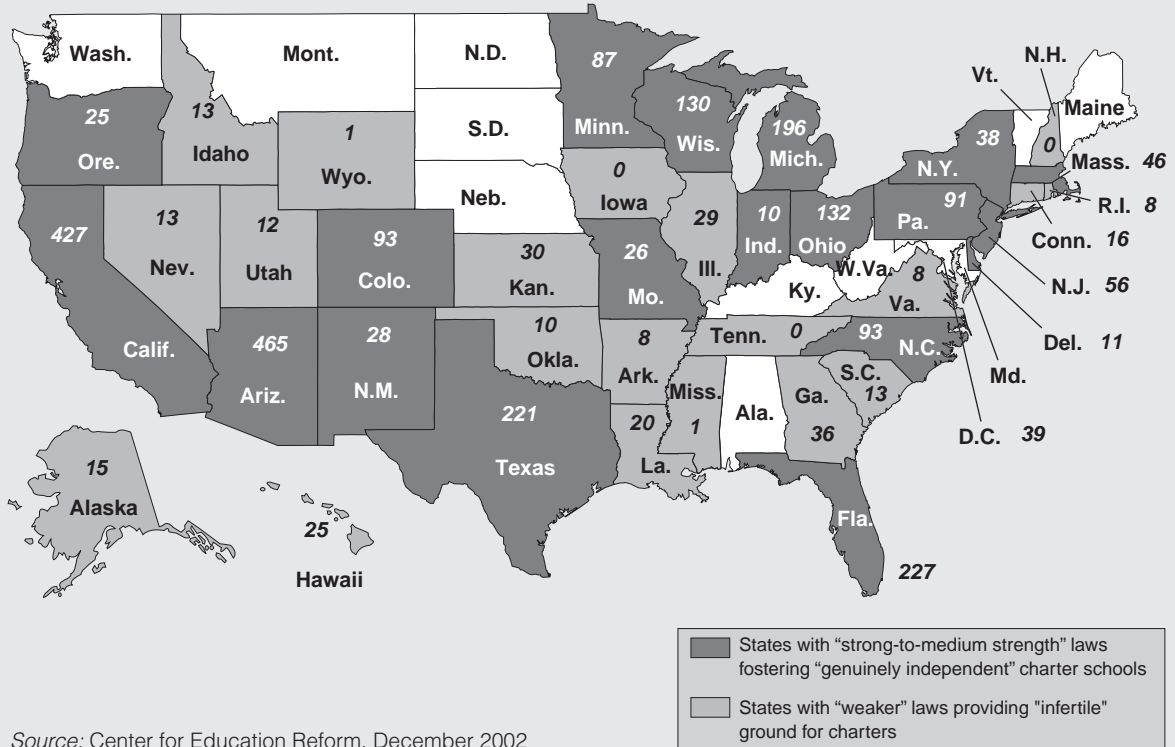 Wash.
Mont.
N.D.
87
Minn.
130
Wis.
196
Mich.
Vt.
N.H.
Maine
25
Ore.
13
Idaho
1
Wyo.
S.D.
0
Iowa
38
N.Y.
0
Mass. 46
R.I. 8
Conn. 16
N.J. 56
Del. 11
Md.
D.C. 39
427
Calif.
13
Nev.
12
Utah
93
Colo.
Neb.
30
Kan.
26
Mo.
29
Ill.
10
Ind.
132
Ohio
91
Pa.
W.Va.
8
Va.
Ky.
465
Ariz.
28
N.M.
10
Okla.
8
Ark.
Tenn. 0
93
N.C.
S.C.
13
221
Texas
20
La.
Miss.
1
Ala.
Ga.
36
Fla.
227
15
Alaska
25
Hawaii
States with “strong-to-medium strength” laws
fostering “genuinely independent” charter schools
States with “weaker” laws providing "infertile"
ground for charters
Source: Center for Education Reform, December 2002